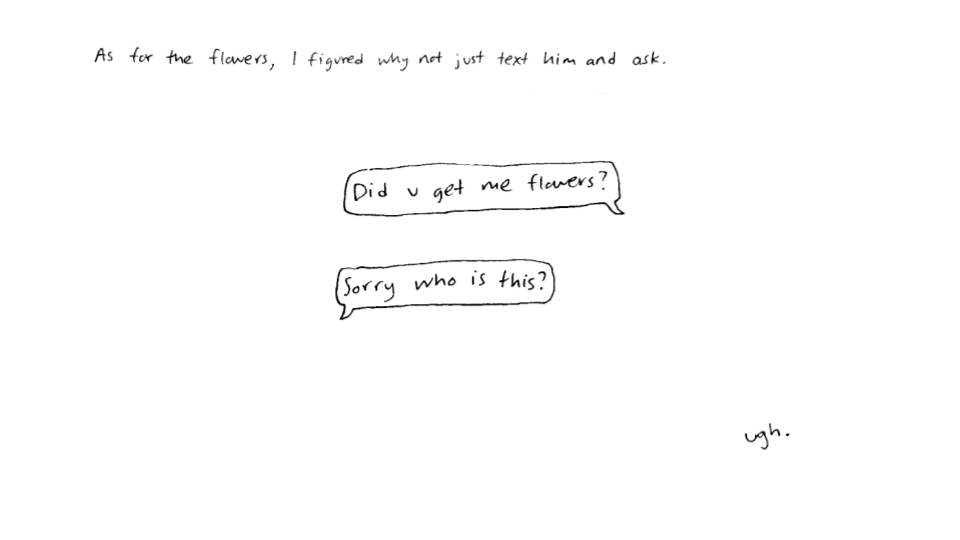 As for the flowers, I figured why not just text him and ask.
Did u get me flowers?
Sorry who is this?
ugh.